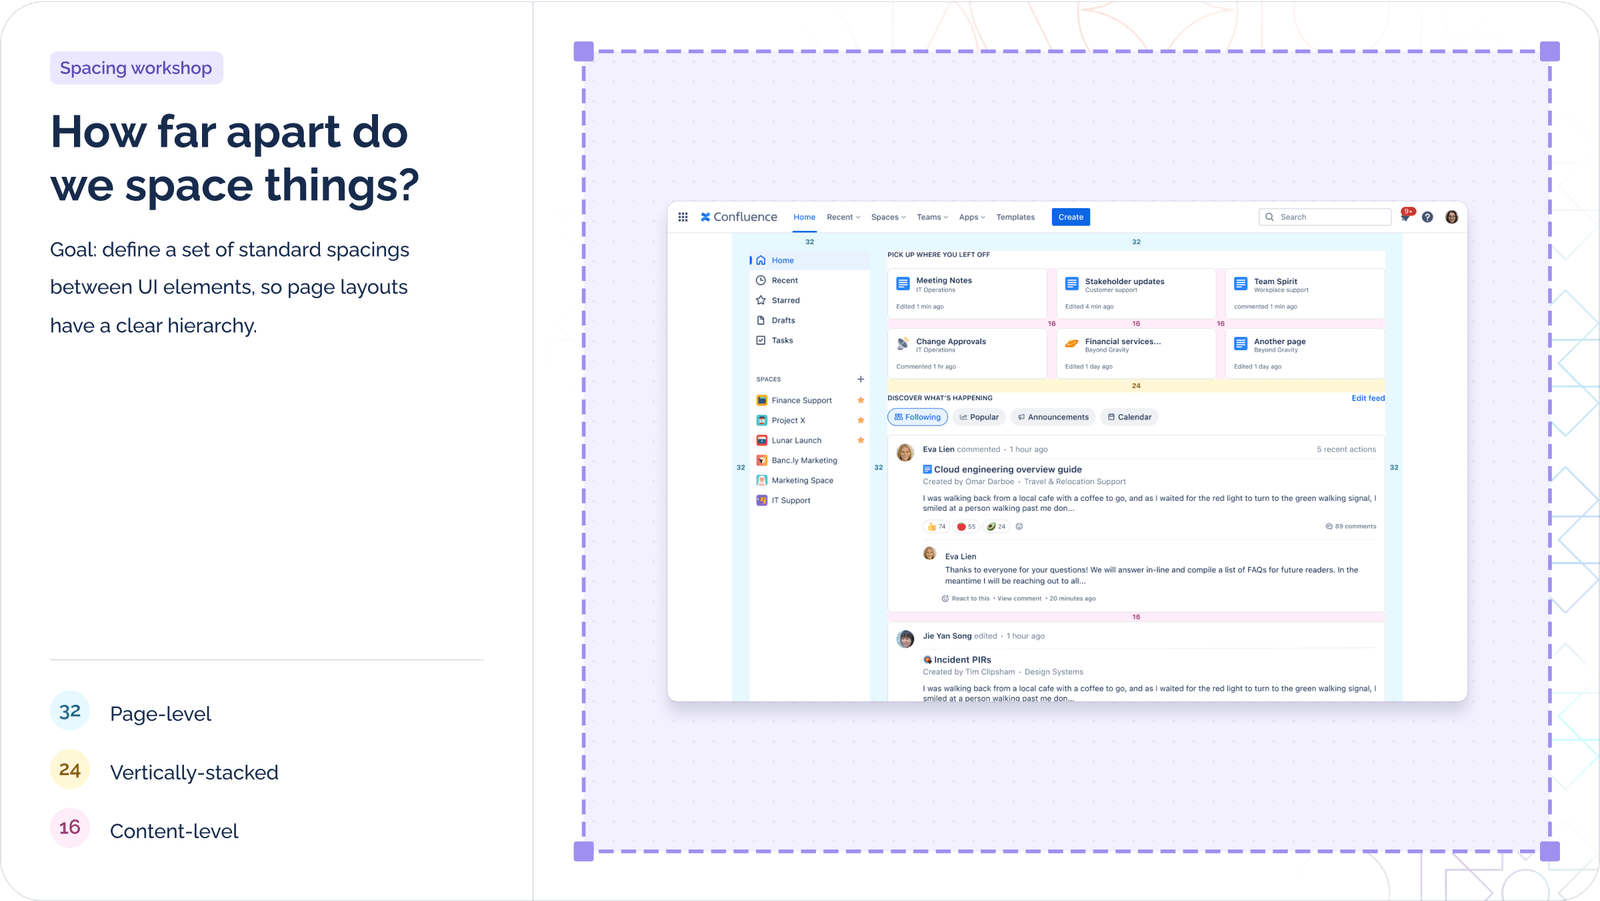 Spacing workshop
How far apart do
we space things?
Goal: define a set of standard spacings
between UI elements, so page layouts
have a clear hierarchy.
32 Page-level
24 Vertically-stacked
16 Content-level
Confluence Home Recent Spaces Teams Apps Templates Create Search 9+
32 32
Home
Recent
Starred
Drafts
Tasks
SPACES
Finance Support
Project X
Lunar Launch
Banc.ly Marketing
Marketing Space
IT Support
32 32 32
PICK UP WHERE YOU LEFT OFF
Meeting Notes
IT Operations
Edited 1 min ago
Stakeholder updates
Customer support
Edited 4 min ago
Team Spirit
Workplace support
commented 1 min ago
16 16 16
Change Approvals
IT Operations
Commented 1 hr ago
Financial services...
Beyond Gravity
Edited 1 day ago
Another page
Beyond Gravity
Edited 1 day ago
24
DISCOVER WHAT'S HAPPENING Edit feed
Following Popular Announcements Calendar
Eva Lien commented • 1 hour ago 5 recent actions
Cloud engineering overview guide
Created by Omar Darboe • Travel & Relocation Support
I was walking back from a local cafe with a coffee to go, and as I waited for the red light to turn to the green walking signal, I
smiled at a person walking past me don...
74 55 24 89 comments
Eva Lien
Thanks to everyone for your questions! We will answer in-line and compile a list of FAQs for future readers. In the
meantime I will be reaching out to all...
React to this • View comment • 20 minutes ago
16
Jie Yan Song edited • 1 hour ago
Incident PIRs
Created by Tim Clipsham • Design Systems
I was walking back from a local cafe with a coffee to go, and as I waited for the red light to turn to the green walking signal, I
smiled at a person walking past me don...